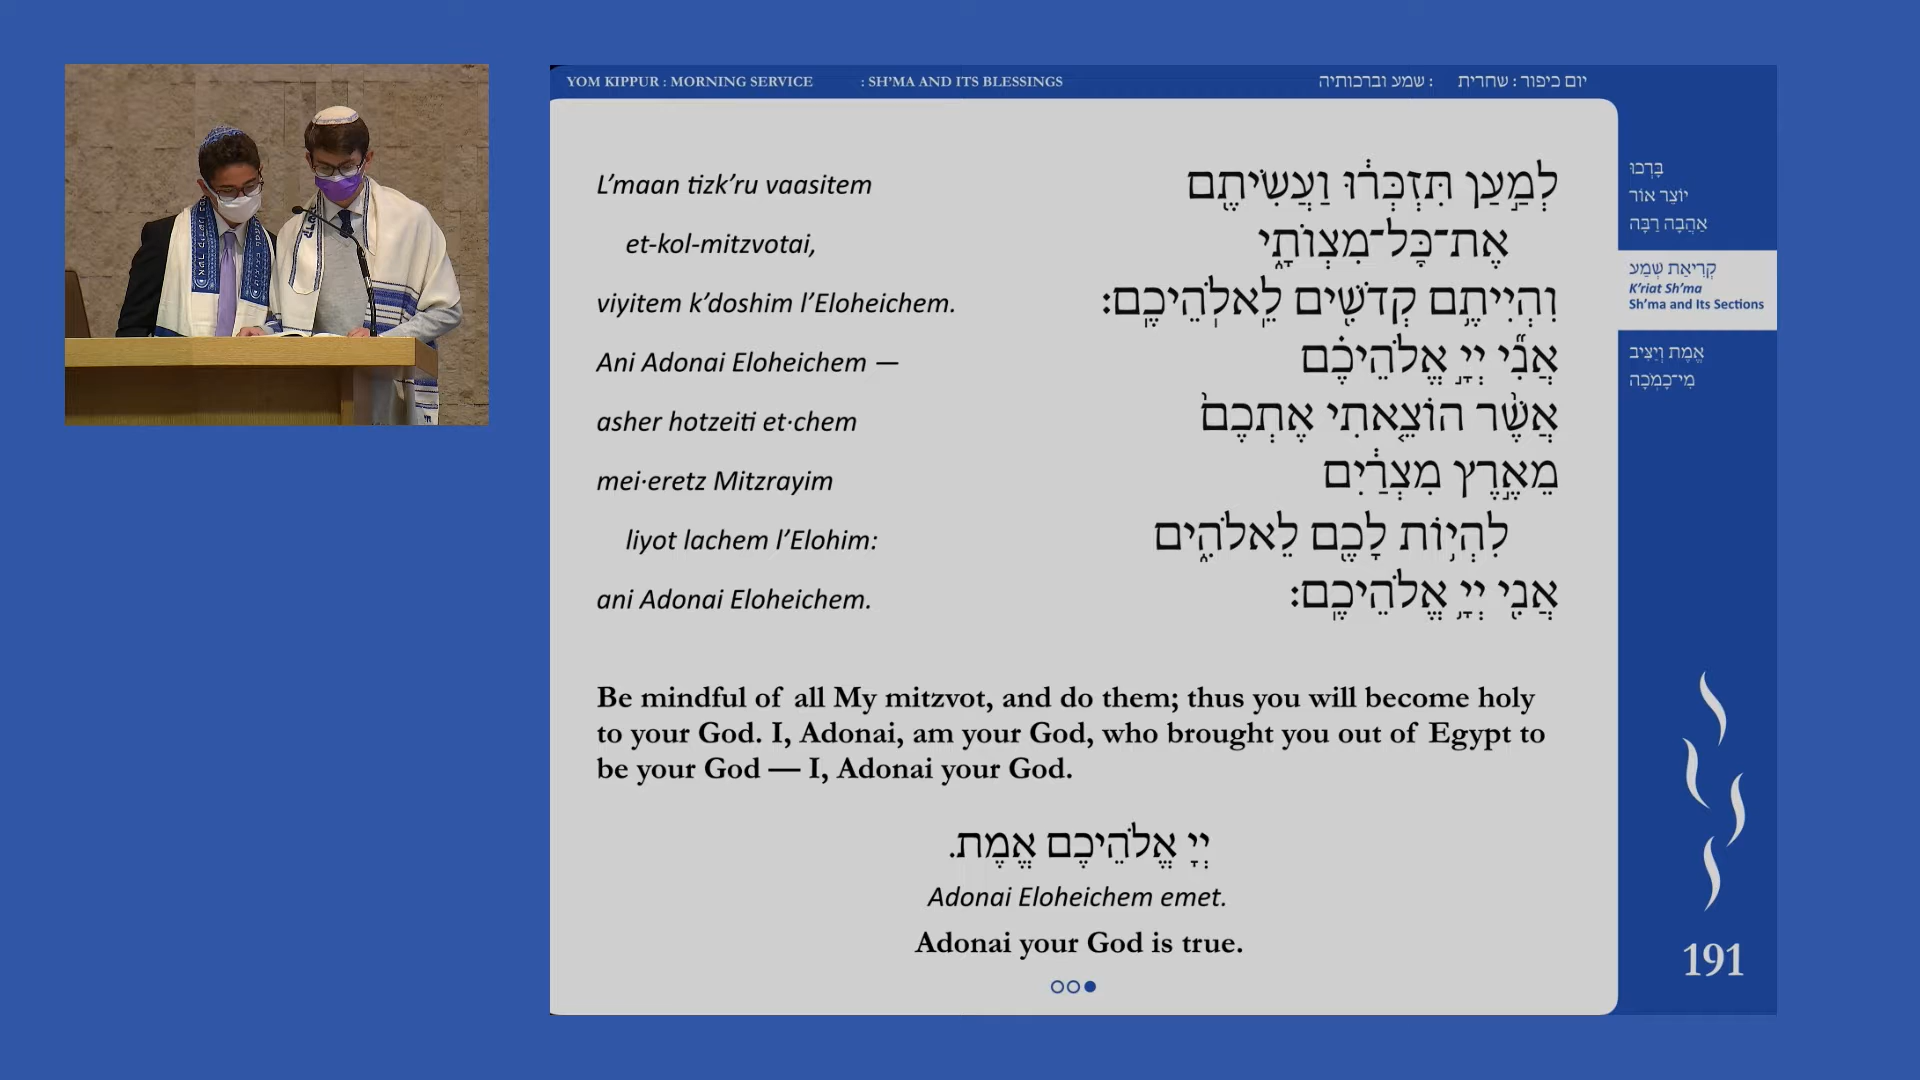 YOM KIPPUR : MORNING SERVICE : SH'MA AND ITS BLESSINGS
יום כיפור : שחרית : שמע וברכותיה
L’maan tizk’ru vaasitem
et-kol-mitzvotai,
viyitem k’doshim l’Eloheichem.
Ani Adonai Eloheichem —
asher hotzeiti et·chem
mei·eretz Mitzrayim
liyot lachem l’Elohim:
ani Adonai Eloheichem.
לְמַ֣עַן תִּזְכְּר֔וּ וַעֲשִׂיתֶ֖ם
אֶת־כׇּל־מִצְוֺתָ֑י
וִהְיִיתֶ֥ם קְדֹשִׁ֖ים לֵאלֹֽהֵיכֶֽם׃
אֲנִ֞י יְיָ֣ אֱלֹהֵיכֶ֗ם
אֲשֶׁ֨ר הוֹצֵ֤אתִי אֶתְכֶם֙
מֵאֶ֣רֶץ מִצְרַ֔יִם
לִהְי֥וֹת לָכֶ֖ם לֵאלֹהִ֑ים
אֲנִ֖י יְיָ֥ אֱלֹהֵיכֶֽם׃
Be mindful of all My mitzvot, and do them; thus you will become holy
to your God. I, Adonai, am your God, who brought you out of Egypt to
be your God — I, Adonai your God.
יְיָ אֱלֹהֵיכֶם אֱמֶת.
Adonai Eloheichem emet.
Adonai your God is true.
בָּרְכוּ
יוֹצֵר אוֹר
אַהֲבָה רַבָּה
קְרִיאַת שְׁמַע
K’riat Sh’ma
Sh’ma and Its Sections
אֱמֶת וְיַצִּיב
מִי־כָמֹכָה
191